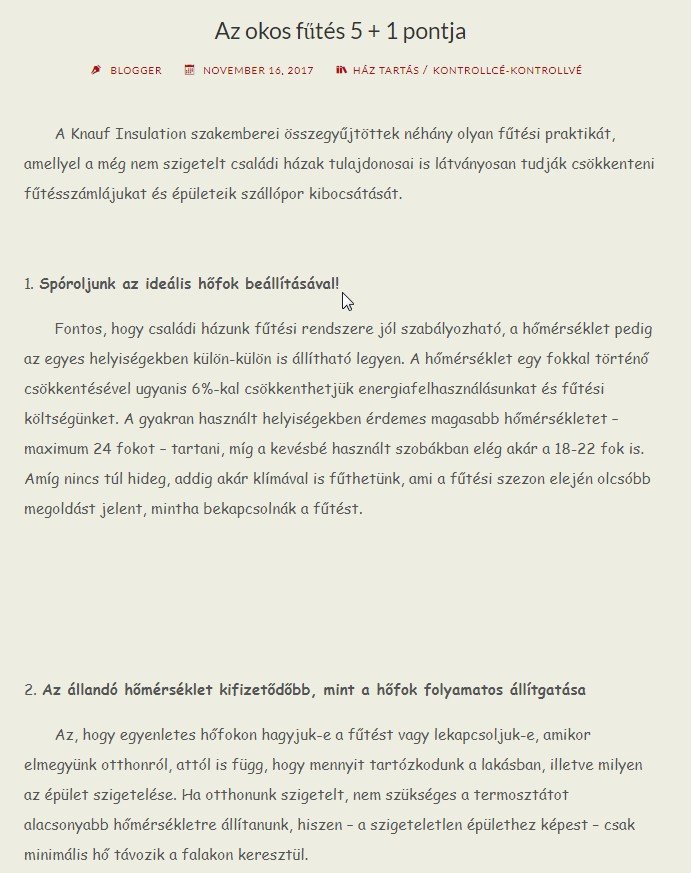 Az okos fűtés 5 + 1 pontja
BLOGGER NOVEMBER 16, 2017 HÁZ TARTÁS / KONTROLLCÉ-KONTROLLVÉ
A Knauf Insulation szakemberei összegyűjtöttek néhány olyan fűtési praktikát,
amellyel a még nem szigetelt családi házak tulajdonosai is látványosan tudják csökkenteni
fűtésszámlájukat és épületeik szállópor kibocsátását.
1. Spóroljunk az ideális hőfok beállításával!
Fontos, hogy családi házunk fűtési rendszere jól szabályozható, a hőmérséklet pedig
az egyes helyiségekben külön-külön is állítható legyen. A hőmérséklet egy fokkal történő
csökkentésével ugyanis 6%-kal csökkenthetjük energiafelhasználásunkat és fűtési
költségünket. A gyakran használt helyiségekben érdemes magasabb hőmérsékletet –
maximum 24 fokot – tartani, míg a kevésbé használt szobákban elég akár a 18-22 fok is.
Amíg nincs túl hideg, addig akár klímával is fűthetünk, ami a fűtési szezon elején olcsóbb
megoldást jelent, mintha bekapcsolnák a fűtést.
2. Az állandó hőmérséklet kifizetődőbb, mint a hőfok folyamatos állítgatása
Az, hogy egyenletes hőfokon hagyjuk-e a fűtést vagy lekapcsoljuk-e, amikor
elmegyünk otthonról, attól is függ, hogy mennyit tartózkodunk a lakásban, illetve milyen
az épület szigetelése. Ha otthonunk szigetelt, nem szükséges a termosztátot
alacsonyabb hőmérsékletre állítanunk, hiszen – a szigeteletlen épülethez képest – csak
minimális hő távozik a falakon keresztül.